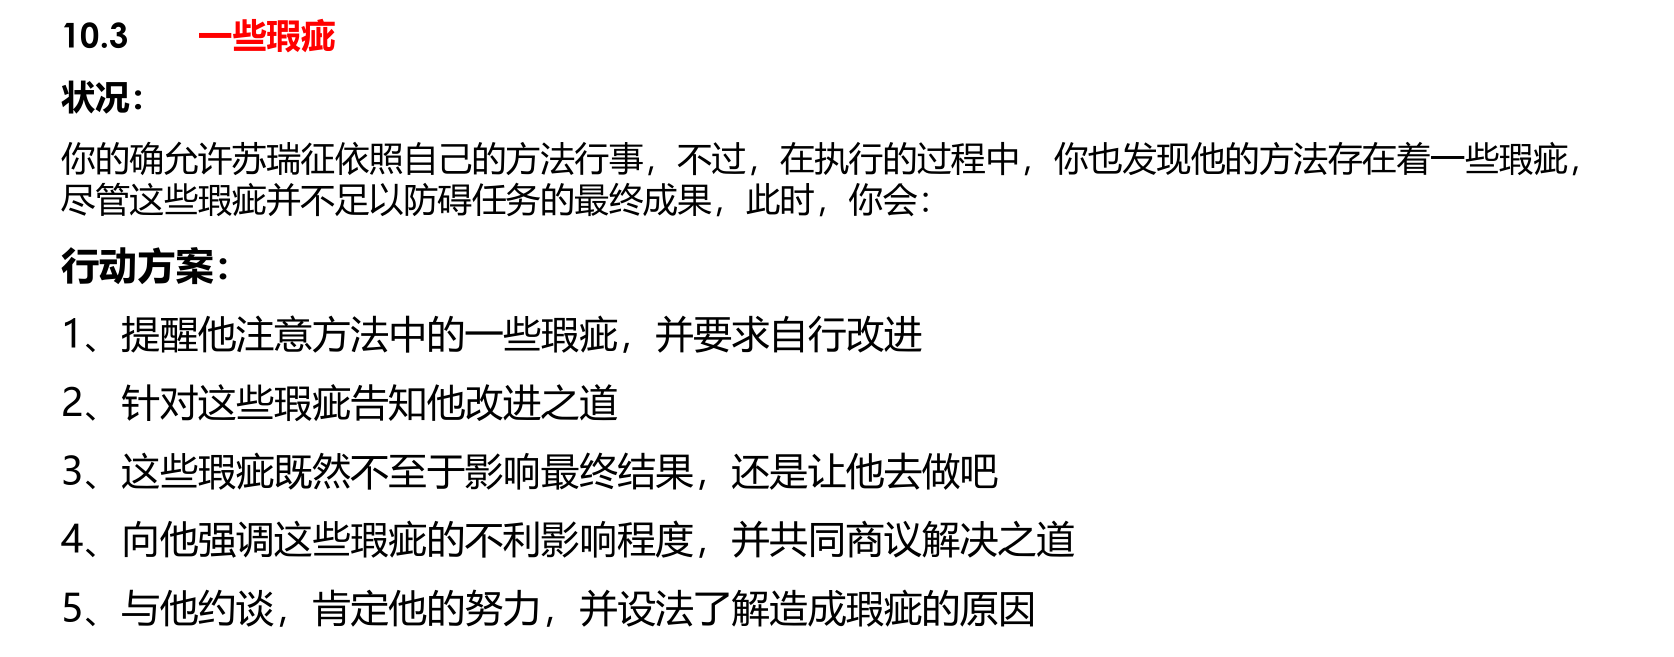 10.3 一些瑕疵
状况：
你的确允许苏瑞征依照自己的方法行事，不过，在执行的过程中，你也发现他的方法存在着一些瑕疵，
尽管这些瑕疵并不足以防碍任务的最终成果，此时，你会：
行动方案：
1、提醒他注意方法中的一些瑕疵，并要求自行改进
2、针对这些瑕疵告知他改进之道
3、这些瑕疵既然不至于影响最终结果，还是让他去做吧
4、向他强调这些瑕疵的不利影响程度，并共同商议解决之道
5、与他约谈，肯定他的努力，并设法了解造成瑕疵的原因